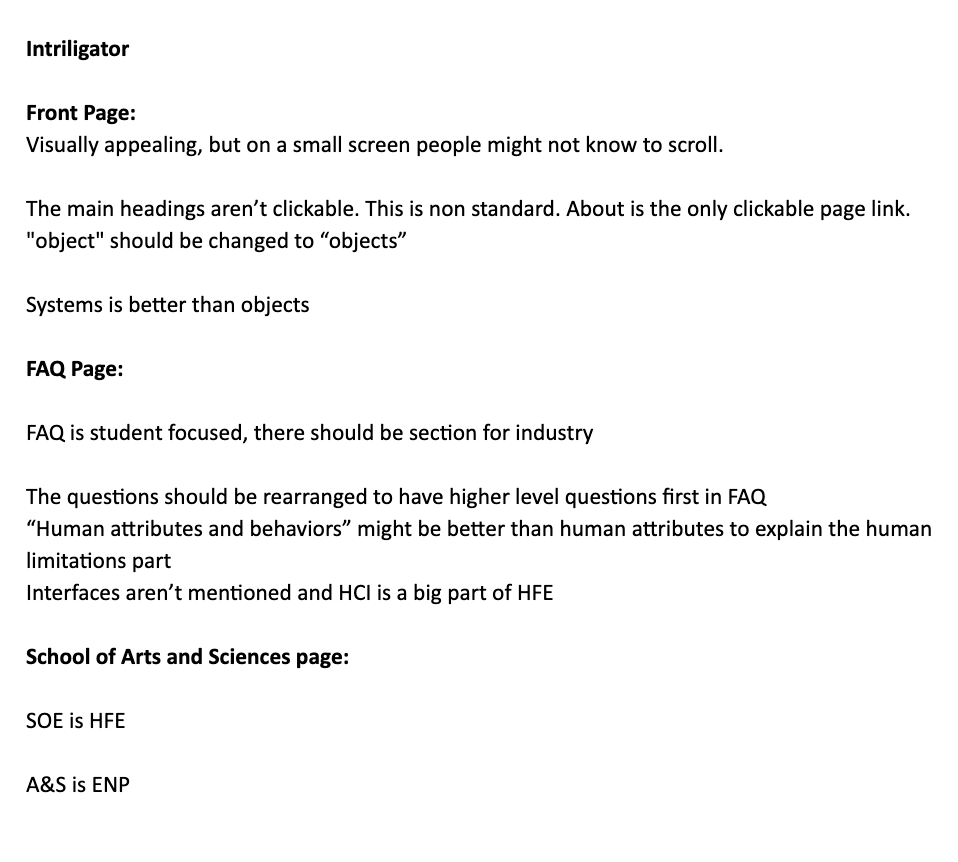 Intriligator
Front Page:
Visually appealing, but on a small screen people might not know to scroll.
The main headings aren’t clickable. This is non standard. About is the only clickable page link.
"object" should be changed to “objects”
Systems is better than objects
FAQ Page:
FAQ is student focused, there should be section for industry
The questions should be rearranged to have higher level questions first in FAQ
“Human attributes and behaviors” might be better than human attributes to explain the human
limitations part
Interfaces aren’t mentioned and HCI is a big part of HFE
School of Arts and Sciences page:
SOE is HFE
A&S is ENP